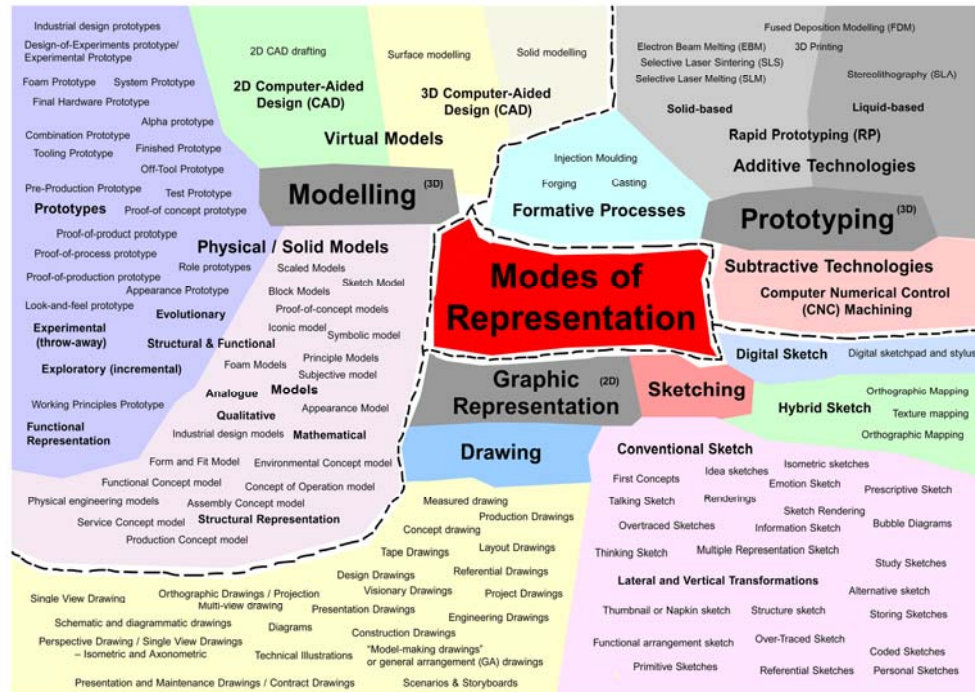 Industrial design prototypes
Design-of-Experiments prototype/
Experimental Prototype
Foam Prototype
System Prototype
Final Hardware Prototype
Alpha prototype
Combination Prototype
Finished Prototype
Tooling Prototype
Off-Tool Prototype
Pre-Production Prototype
Test Prototype
Prototypes
Proof-of concept prototype
Proof-of-product prototype
Proof-of-process prototype
Role prototypes
Proof-of-production prototype
Appearance Prototype
Look-and-feel prototype
Evolutionary
Experimental
(throw-away)
Exploratory (incremental)
Working Principles Prototype
Functional
Representation
2D CAD drafting
2D Computer-Aided
Design (CAD)
Surface modelling
Solid modelling
3D Computer-Aided
Design (CAD)
Virtual Models
Modelling (3D)
Physical / Solid Models
Scaled Models
Sketch Model
Block Models
Proof-of-concept models
Iconic model
Symbolic model
Structural & Functional
Principle Models
Foam Models
Subjective model
Analogue
Models
Appearance Model
Qualitative
Industrial design models
Mathematical
Form and Fit Model
Environmental Concept model
Functional Concept model
Concept of Operation model
Physical engineering models
Assembly Concept model
Service Concept model
Structural Representation
Production Concept model
Fused Deposition Modelling (FDM)
Electron Beam Melting (EBM)
3D Printing
Selective Laser Sintering (SLS)
Selective Laser Melting (SLM)
Stereolithography (SLA)
Solid-based
Liquid-based
Rapid Prototyping (RP)
Additive Technologies
Injection Moulding
Forging
Casting
Formative Processes
Prototyping (3D)
Subtractive Technologies
Computer Numerical Control
(CNC) Machining
Modes of
Representation
Graphic (2D)
Representation
Sketching
Drawing
Digital Sketch
Digital sketchpad and stylus
Orthographic Mapping
Hybrid Sketch
Texture mapping
Orthographic Mapping
Conventional Sketch
Isometric sketches
Idea sketches
First Concepts
Emotion Sketch
Prescriptive Sketch
Talking Sketch
Renderings
Sketch Rendering
Overtraced Sketches
Information Sketch
Bubble Diagrams
Thinking Sketch
Multiple Representation Sketch
Study Sketches
Lateral and Vertical Transformations
Alternative sketch
Thumbnail or Napkin sketch
Structure sketch
Storing Sketches
Functional arrangement sketch
Over-Traced Sketch
Coded Sketches
Primitive Sketches
Referential Sketches
Personal Sketches
Measured drawing
Production Drawings
Concept drawing
Tape Drawings
Layout Drawings
Design Drawings
Referential Drawings
Single View Drawing
Orthographic Drawings / Projection
Multi-view drawing
Visionary Drawings
Project Drawings
Presentation Drawings
Engineering Drawings
Schematic and diagrammatic drawings
Diagrams
Construction Drawings
Perspective Drawing / Single View Drawings
– Isometric and Axonometric
Technical Illustrations
"Model-making drawings"
or general arrangement (GA) drawings
Presentation and Maintenance Drawings / Contract Drawings
Scenarios & Storyboards